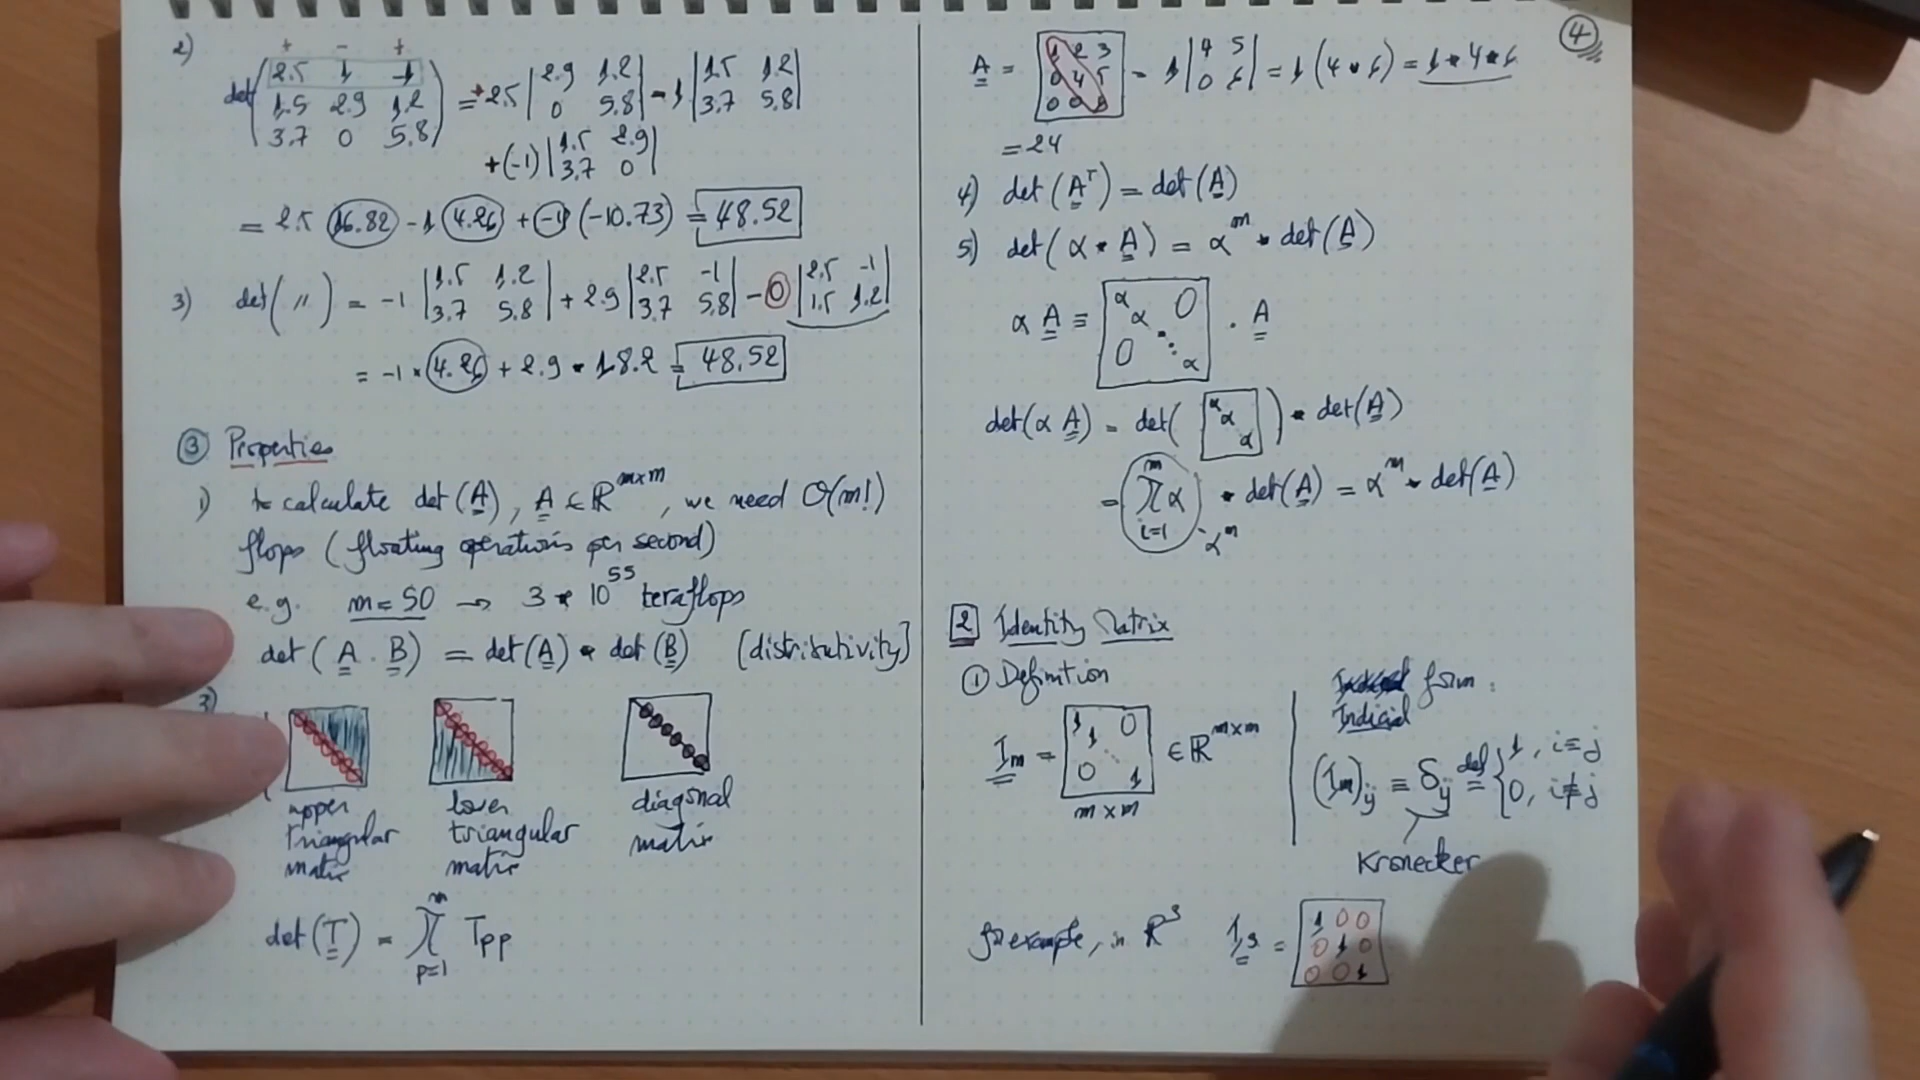 2)
+ - +
det( 2.5 1 -1 ) = +2.5 | 2.9 1.2 | - 1 | 1.5 1.2 |
1.5 2.9 1.2 0 5.8 3.7 5.8
3.7 0 5.8
+(-1) | 1.5 2.9 |
3.7 0
= 2.5 16.82 - 1 4.26 + (-1) (-10.73) = 48.52
3) det( // ) = -1 | 1.5 1.2 | + 2.9 | 2.5 -1 | - 0 | 2.5 -1 |
3.7 5.8 3.7 5.8 1.5 1.2
= -1 * 4.26 + 2.9 * 18.2 = 48.52
③ Properties
1) to calculate det(A), A ∈ ℝ^{m×m}, we need O(m!)
flops (floating operations per second)
e.g. m = 50 → 3 * 10^55 teraflops
det( A . B ) = det(A) * det(B) [distributivity]
3)
upper triangular matrix
lower triangular matrix
diagonal matrix
det(T) = ∏_{p=1}^{m} T_pp
④
A = 1 2 3 = 1 | 4 5 | = 1 (4 * 6) = 1 * 4 * 6
0 4 5 0 6
0 0 6
= 24
4) det(A^T) = det(A)
5) det(α * A) = α^m * det(A)
α A ≡ [ α α 0 0 α ] . A
det(α A) = det( [ α α α ] ) * det(A)
= ∏_{i=1}^{m} α * det(A) = α^m * det(A)
α^m
2 Identity Matrix
① Definition
I_m = [ 1 1 0 0 1 ] ∈ ℝ^{m×m}
m × m
form:
Indicial
(I_m)_ij ≡ δ_ij def= { 1, i=j
0, i≠j
Kronecker
for example, in ℝ^3 I_3 = 1 0 0
0 1 0
0 0 1